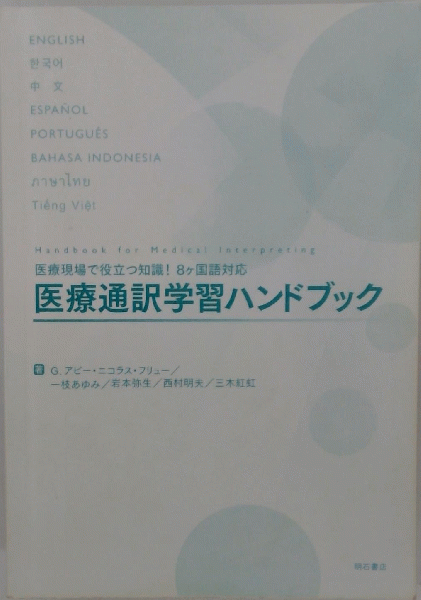 ENGLISH
한국어
中 文
ESPAÑOL
PORTUGUÊS
BAHASA INDONESIA
ภาษาไทย
Tiếng Việt
Handbook for Medical Interpreting
医療現場で役立つ知識! 8ヶ国語対応
医療通訳学習ハンドブック
著 G. アビー・ニコラス・フリュー/
一枝あゆみ/岩本弥生/西村明夫/三木紅虹
明石書店